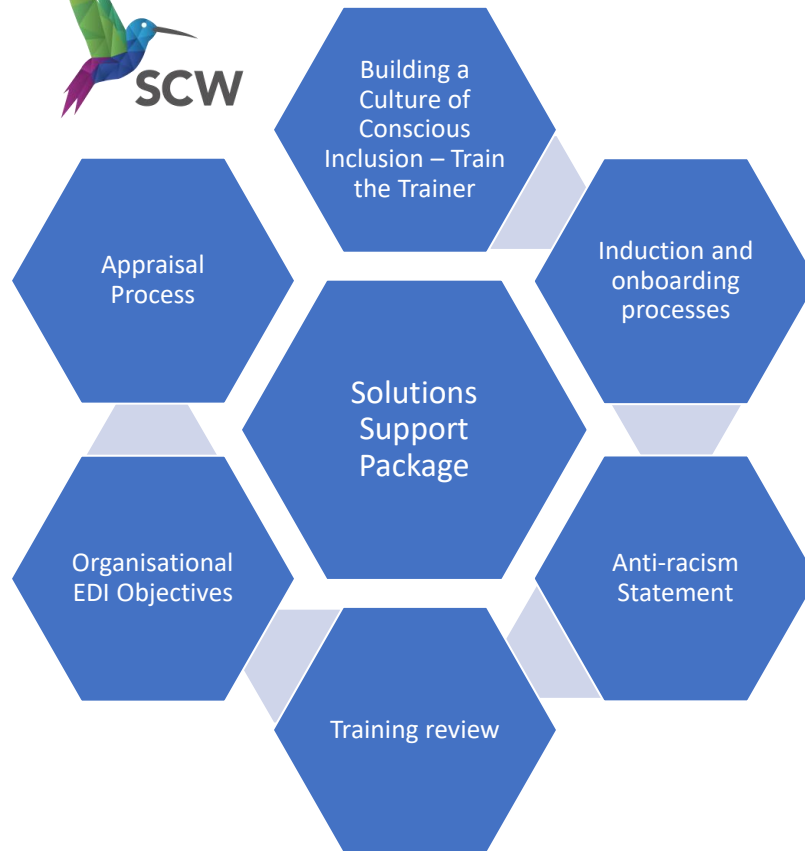 SCW
Building a
Culture of
Conscious
Inclusion – Train
the Trainer
Appraisal
Process
Induction and
onboarding
processes
Solutions
Support
Package
Organisational
EDI Objectives
Anti-racism
Statement
Training review